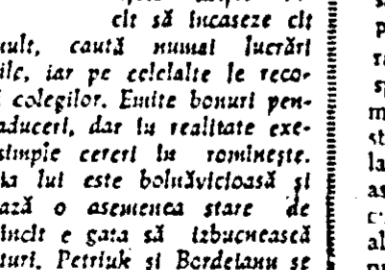 cît să încaseze cît
mult, caută numai lucrări
ile, iar pe celelalte le reco-
colegilor. Emite bonuri pen-
aduceri, dar în realitate exe-
simple cereri în romînește.
ia lui este bolnăvicioasă și
ază o asemenea stare de
încît e gata să izbucnească
turi. Petriuk și Bordeianu se